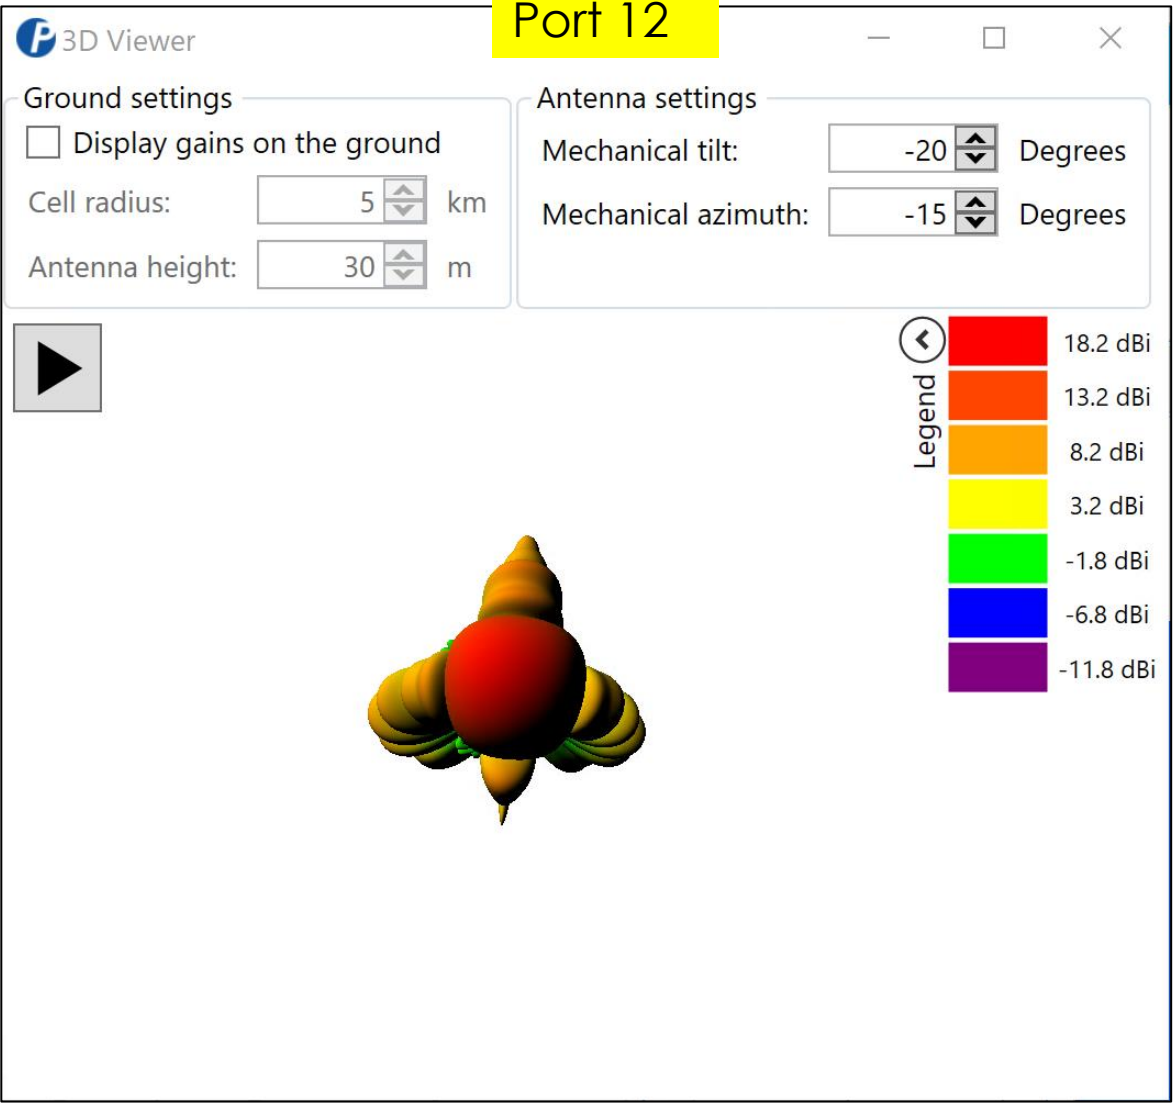 Port 12
3D Viewer
Ground settings
Display gains on the ground
Cell radius: 5 km
Antenna height: 30 m
Antenna settings
Mechanical tilt: -20 Degrees
Mechanical azimuth: -15 Degrees
Legend
18.2 dBi
13.2 dBi
8.2 dBi
3.2 dBi
-1.8 dBi
-6.8 dBi
-11.8 dBi